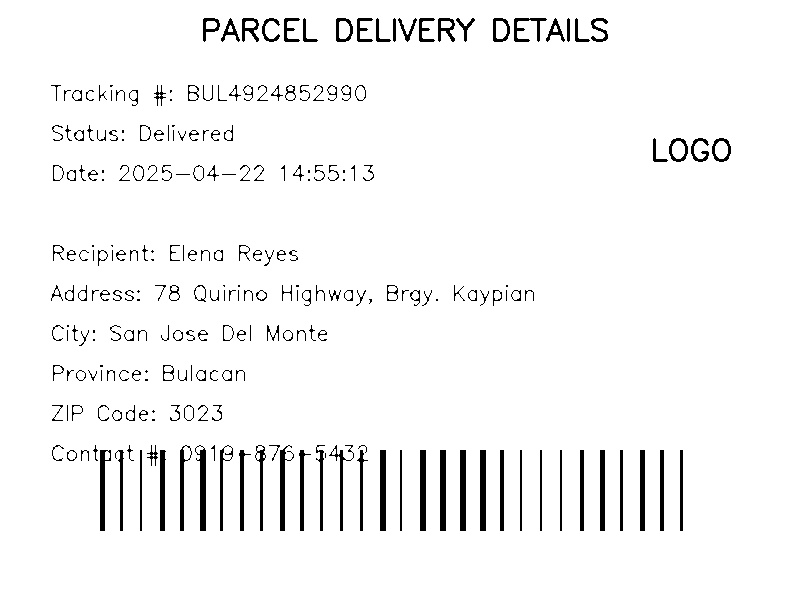 PARCEL DELIVERY DETAILS
Tracking #: BUL4924852990
Status: Delivered
LOGO
Date: 2025-04-22 14:55:13
Recipient: Elena Reyes
Address: 78 Quirino Highway, Brgy. Kaypian
City: San Jose Del Monte
Province: Bulacan
ZIP Code: 3023
Contact #: 0919-876-5432